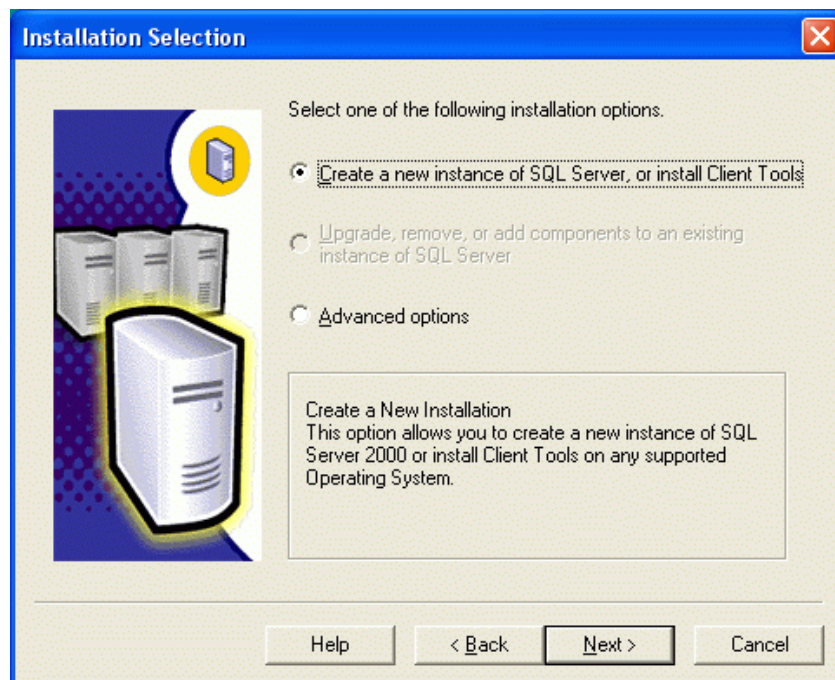 Installation Selection
Select one of the following installation options.
Create a new instance of SQL Server, or install Client Tools
Upgrade, remove, or add components to an existing
instance of SQL Server
Advanced options
Create a New Installation
This option allows you to create a new instance of SQL
Server 2000 or install Client Tools on any supported
Operating System.
Help
< Back
Next >
Cancel